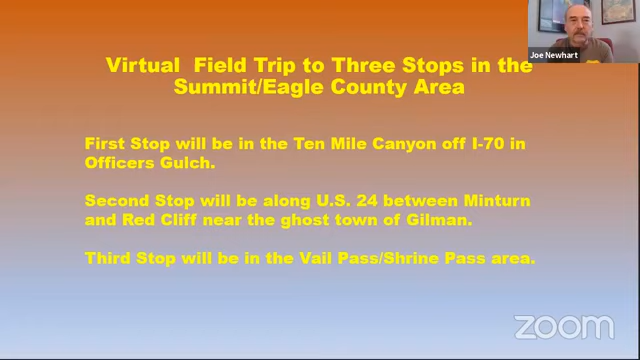 Joe Newhart
Virtual Field Trip to Three Stops in the
Summit/Eagle County Area
First Stop will be in the Ten Mile Canyon off I-70 in
Officers Gulch.
Second Stop will be along U.S. 24 between Minturn
and Red Cliff near the ghost town of Gilman.
Third Stop will be in the Vail Pass/Shrine Pass area.
zoom